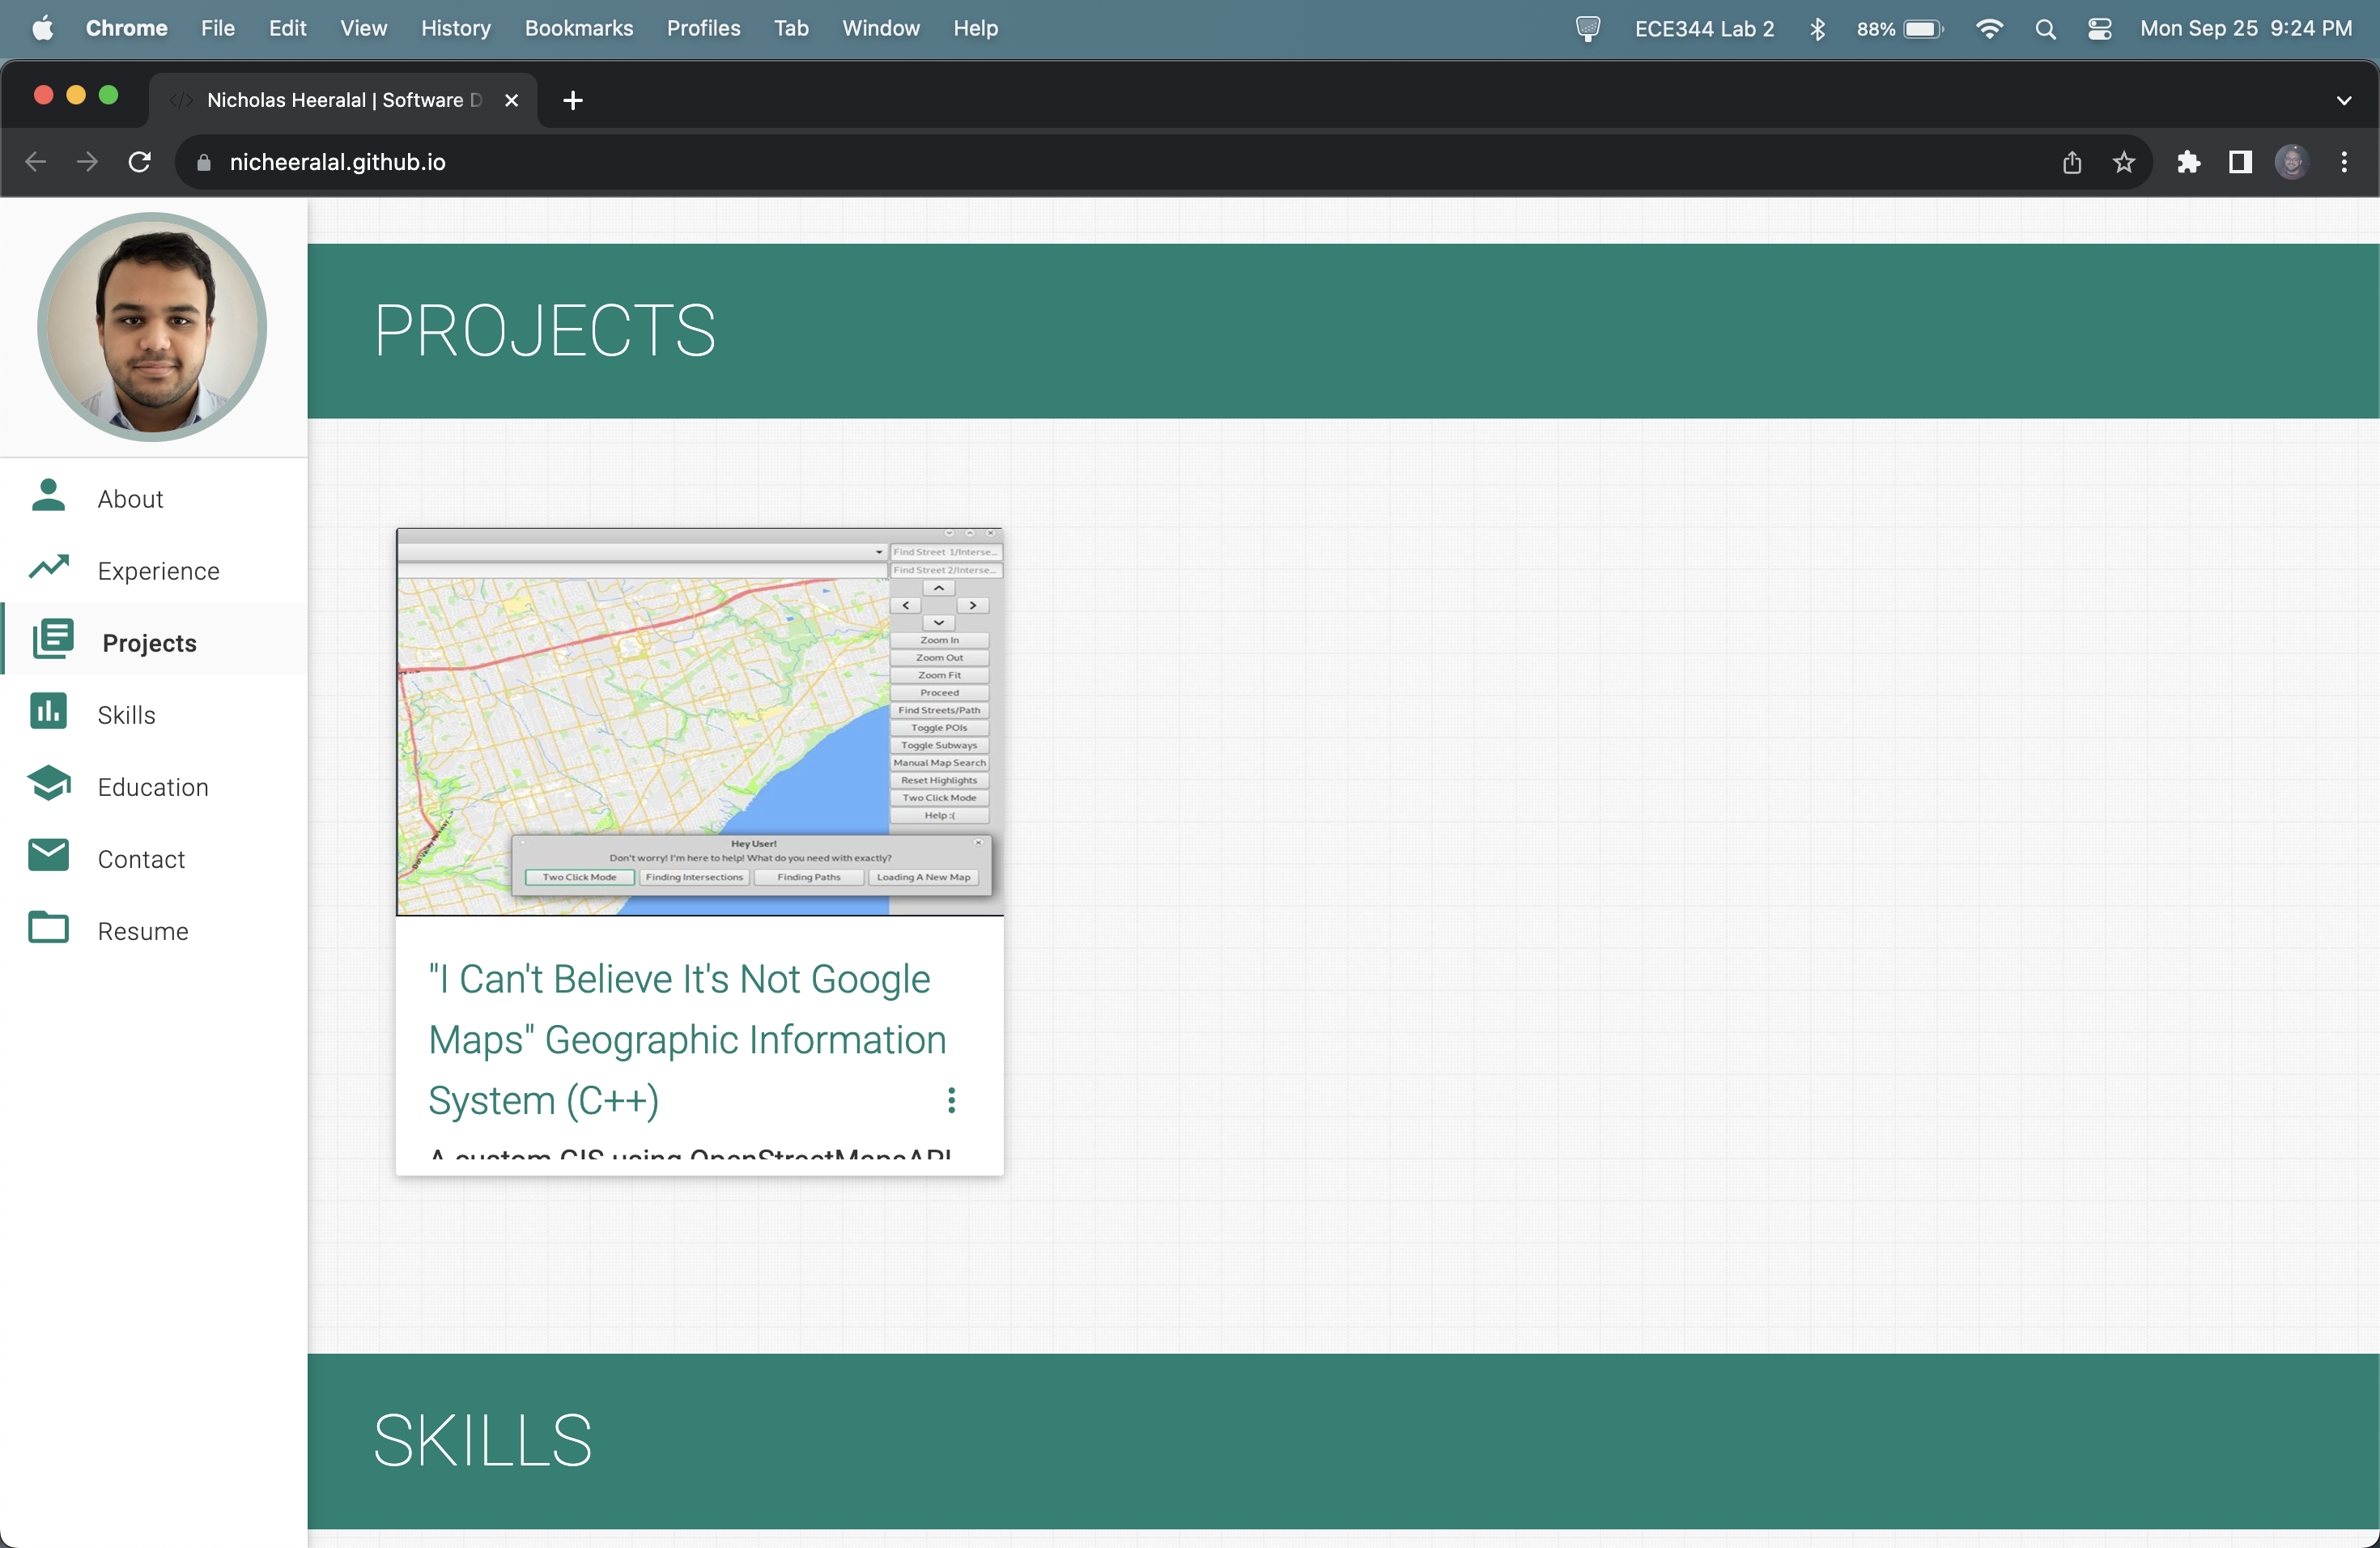 Chrome File Edit View History Bookmarks Profiles Tab Window Help ECE344 Lab 2 88% Mon Sep 25 9:24 PM
Nicholas Heeralal | Software D
nicheeralal.github.io
PROJECTS
About
Experience
Projects
Skills
Education
Contact
Resume
Find Street 1/Interse...
Find Street 2/Interse...
Zoom In
Zoom Out
Zoom Fit
Proceed
Find Streets/Path
Toggle POIs
Toggle Subways
Manual Map Search
Reset Highlights
Two Click Mode
Help :(
Hey User!
Don't worry! I'm here to help! What do you need with exactly?
Two Click Mode Finding Intersections Finding Paths Loading A New Map
"I Can't Believe It's Not Google
Maps" Geographic Information
System (C++)
A custom GIS using OpenStreetMapsAPI
SKILLS